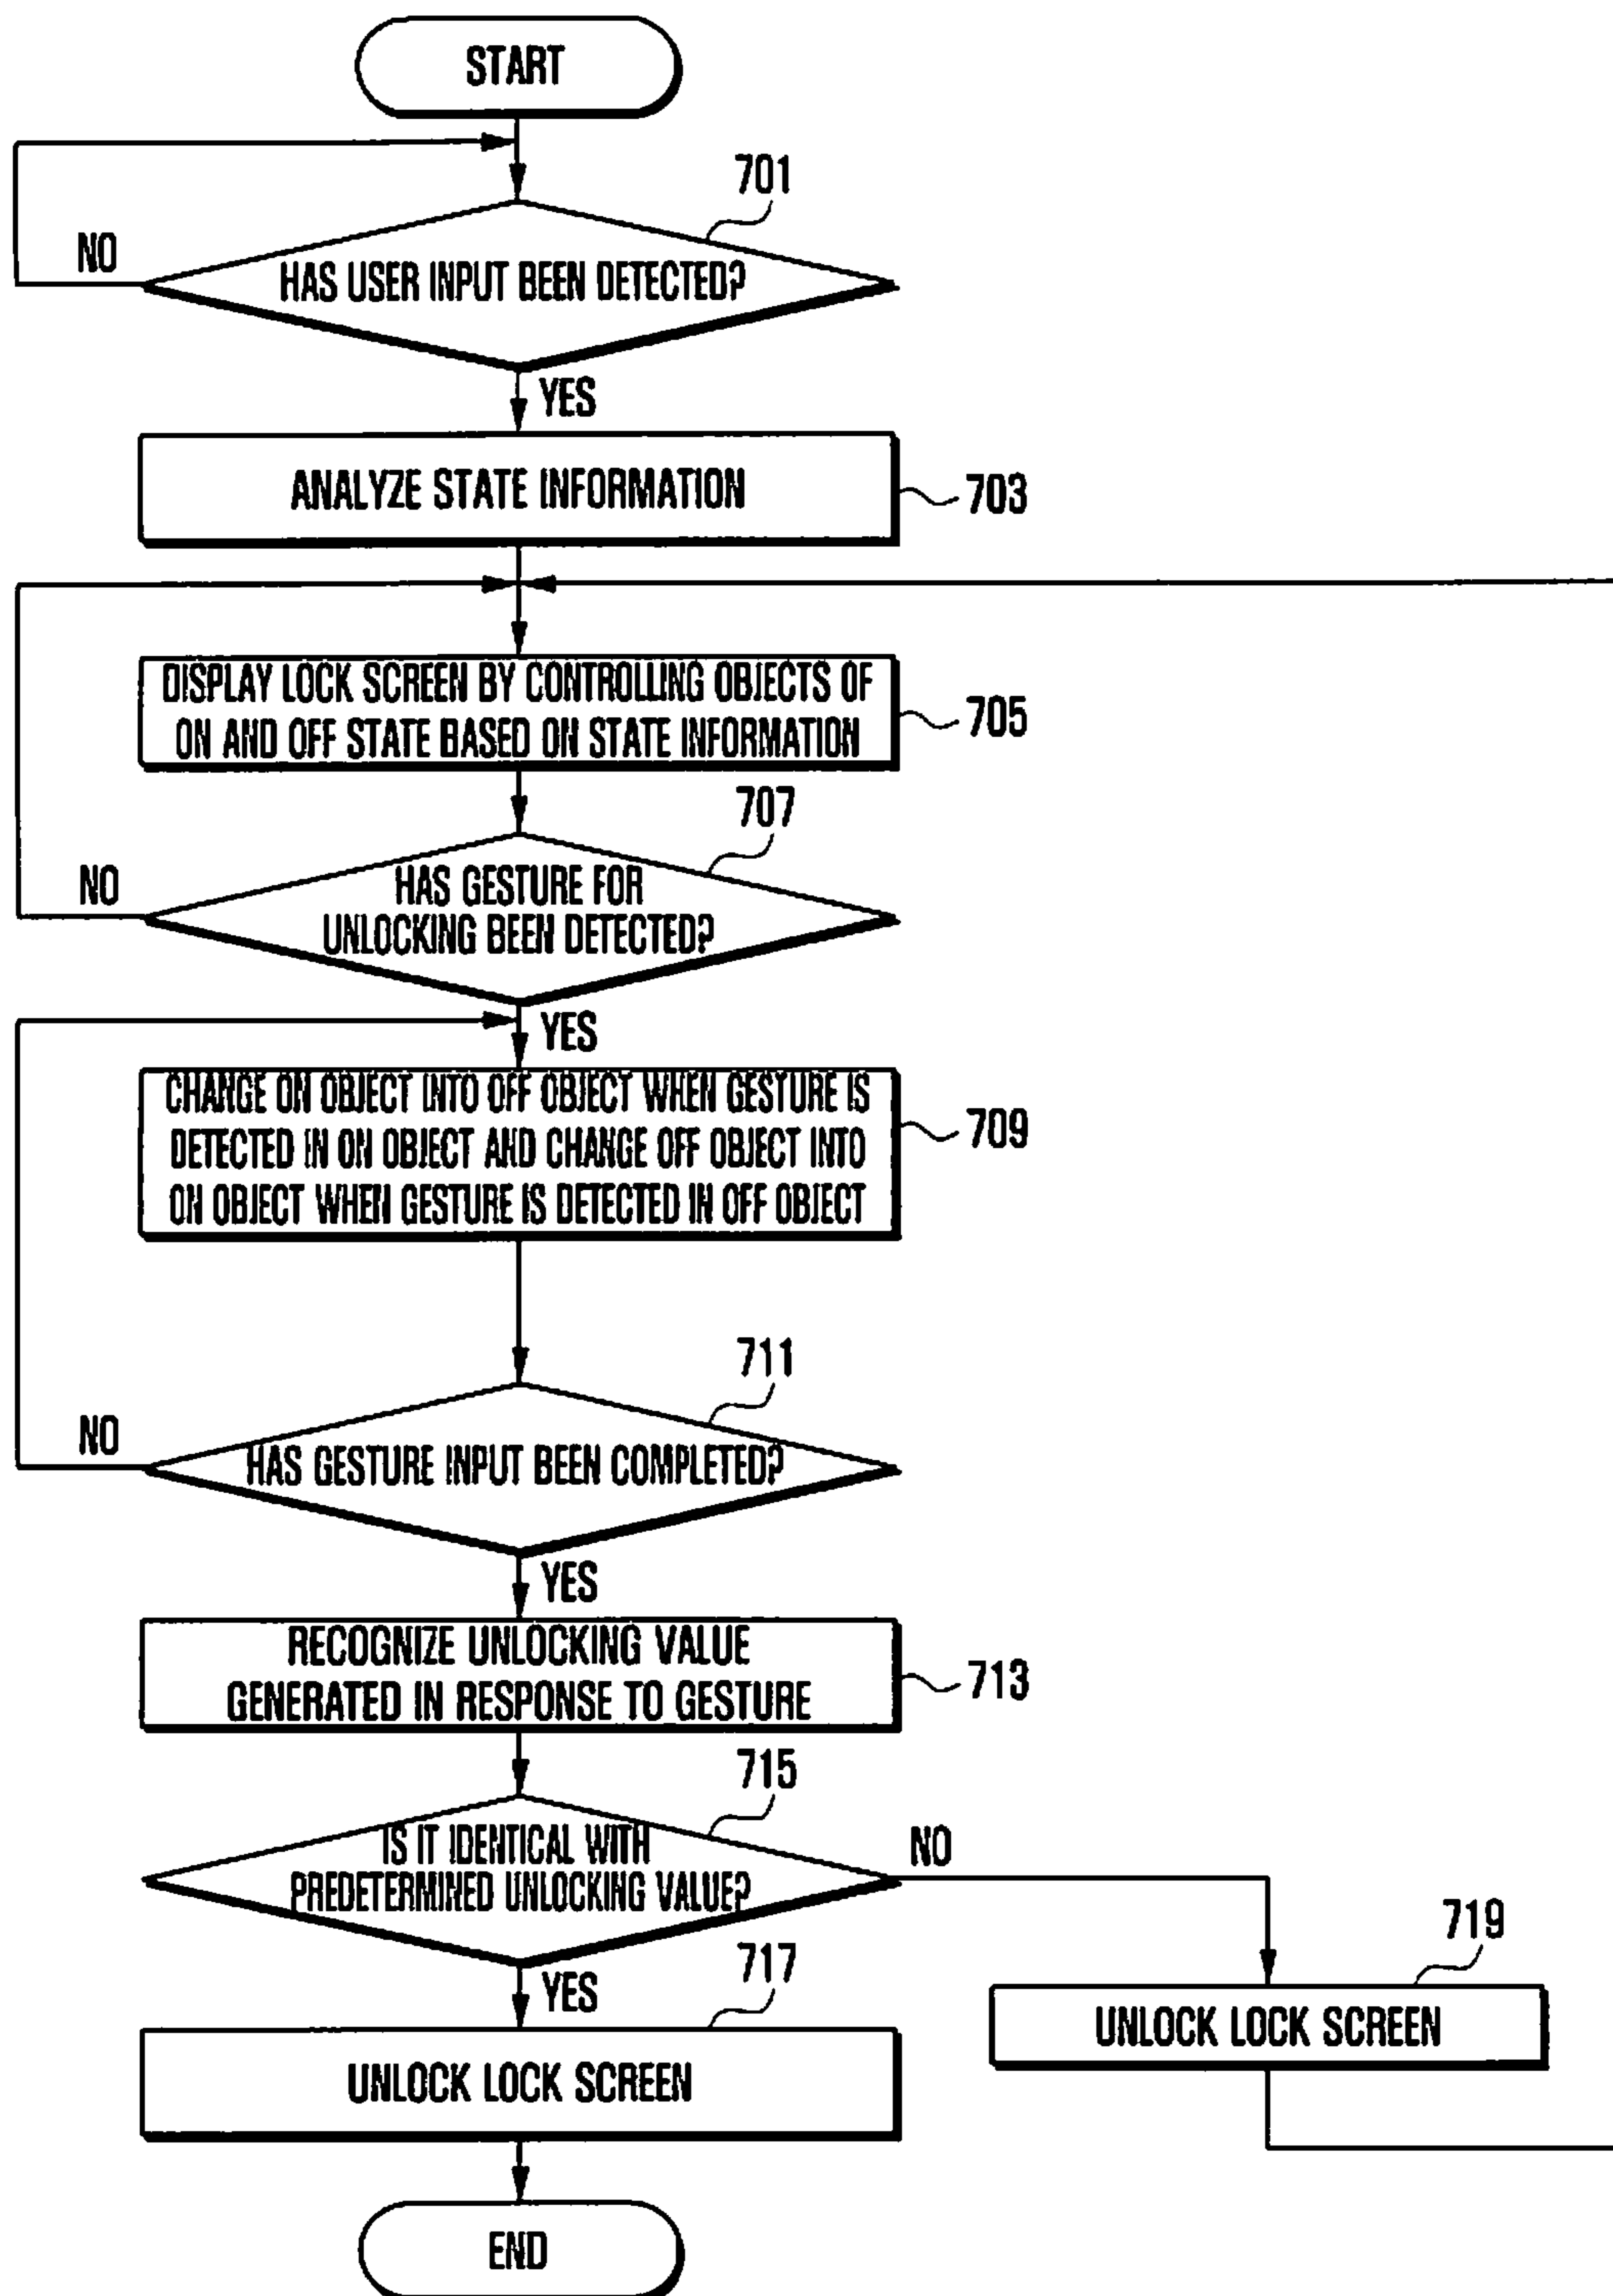 START
701
NO
HAS USER INPUT BEEN DETECTED?
YES
ANALYZE STATE INFORMATION
703
DISPLAY LOCK SCREEN BY CONTROLLING OBJECTS OF
ON AND OFF STATE BASED ON STATE INFORMATION
705
707
NO
HAS GESTURE FOR
UNLOCKING BEEN DETECTED?
YES
CHANGE ON OBJECT INTO OFF OBJECT WHEN GESTURE IS
DETECTED IN ON OBJECT AND CHANGE OFF OBJECT INTO
ON OBJECT WHEN GESTURE IS DETECTED IN OFF OBJECT
709
711
NO
HAS GESTURE INPUT BEEN COMPLETED?
YES
RECOGNIZE UNLOCKING VALUE
GENERATED IN RESPONSE TO GESTURE
713
715
IS IT IDENTICAL WITH
PREDETERMINED UNLOCKING VALUE?
NO
YES
717
UNLOCK LOCK SCREEN
719
UNLOCK LOCK SCREEN
END